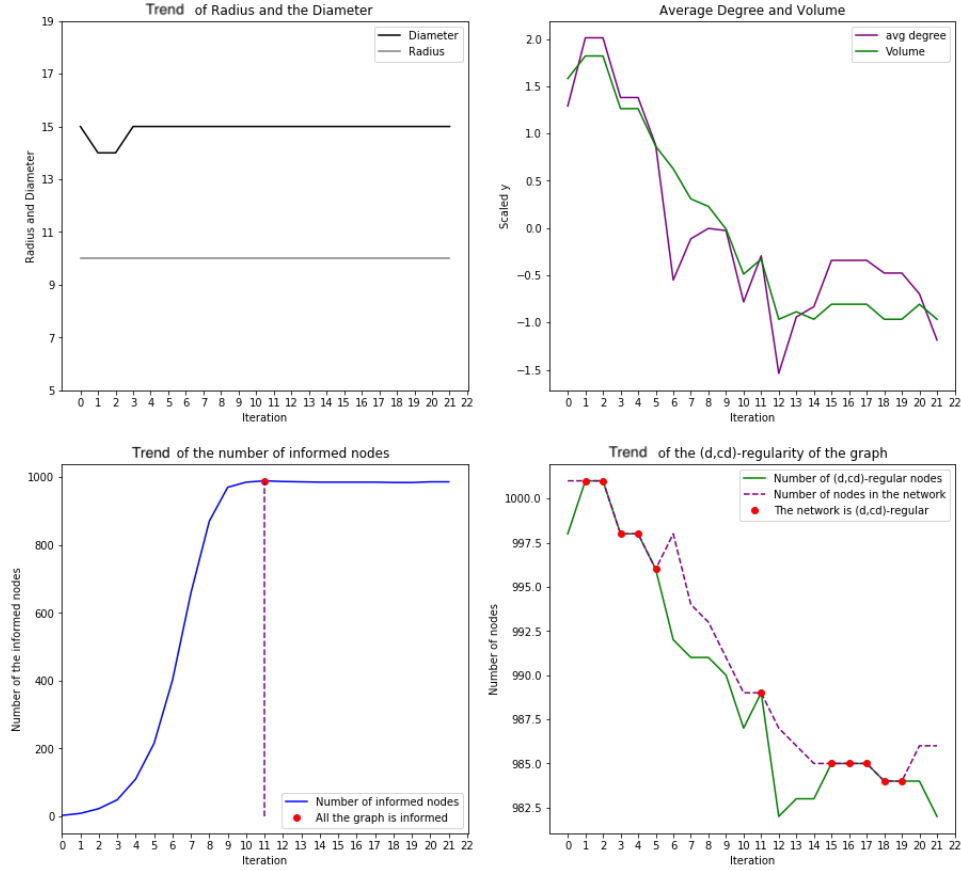 Trend of Radius and the Diameter
19
17
15
13
11
9
7
5
Radius and Diameter
Diameter
Radius
0 1 2 3 4 5 6 7 8 9 10 11 12 13 14 15 16 17 18 19 20 21 22
Iteration
Average Degree and Volume
2.0
1.5
1.0
0.5
0.0
−0.5
−1.0
−1.5
Scaled y
avg degree
Volume
0 1 2 3 4 5 6 7 8 9 10 11 12 13 14 15 16 17 18 19 20 21 22
Iteration
Trend of the number of informed nodes
1000
800
600
400
200
0
Number of the informed nodes
Number of informed nodes
All the graph is informed
0 1 2 3 4 5 6 7 8 9 10 11 12 13 14 15 16 17 18 19 20 21 22
Iteration
Trend of the (d,cd)-regularity of the graph
1000.0
997.5
995.0
992.5
990.0
987.5
985.0
982.5
Number of nodes
Number of (d,cd)-regular nodes
Number of nodes in the network
The network is (d,cd)-regular
0 1 2 3 4 5 6 7 8 9 10 11 12 13 14 15 16 17 18 19 20 21 22
Iteration